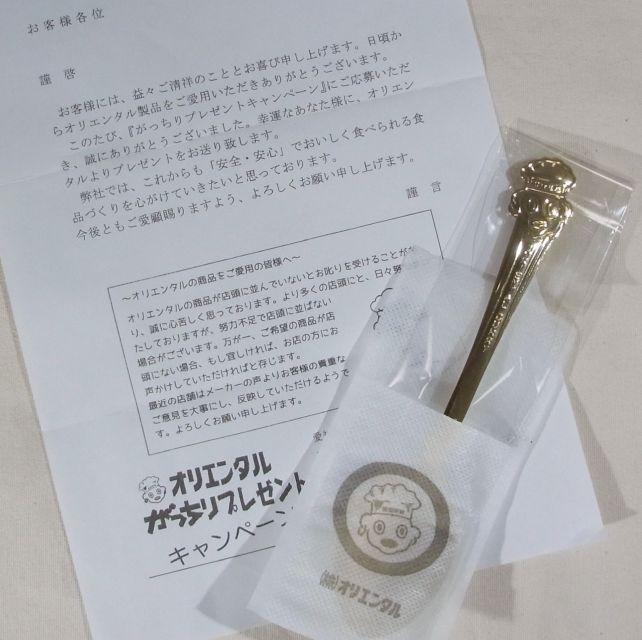 お客様各位
謹 啓
お客様には、益々ご清祥のこととお喜び申し上げます。日頃か
らオリエンタル製品をご愛用いただきありがとうございます。
このたび、『がっちりプレゼントキャンペーン』にご応募いただ
き、誠にありがとうございました。幸運なあなた様に、オリエン
タルよりプレゼントをお送り致します。
弊社では、これからも「安全・安心」でおいしく食べられる食
品づくりを心がけていきたいと思っております。
今後ともご愛顧賜りますよう、よろしくお願い申し上げます。
謹 言
～オリエンタルの商品をご愛用の皆様へ～
オリエンタルの商品が店頭に並んでいないとお叱りを受けることが
り、誠に心苦しく思っております。より多くの店頭にと、日々努
たしておりますが、努力不足で店頭に並ばない
場合がございます。万が一、ご希望の商品が店
頭にない場合、もし宜しければ、お店の方にお
声かけしていただければと存じます。
最近の店舗はメーカーの声よりお客様の貴重な
ご意見を大事にし、反映していただけるようで
す。よろしくお願い申し上げます。
愛
オリエンタル
がっちりプレゼント
キャンペーン
(株)オリエンタル